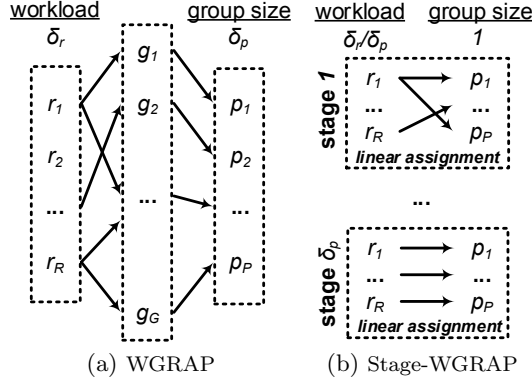 workload group size
δr δp
g1
r1 g2 p1
r2 p2
... ... ...
rR pP
gG
(a) WGRAP
workload group size
δr/δp 1
stage 1
r1 p1
... ...
rR pP
linear assignment
...
stage δp
r1 p1
... ...
rR pP
linear assignment
(b) Stage-WGRAP